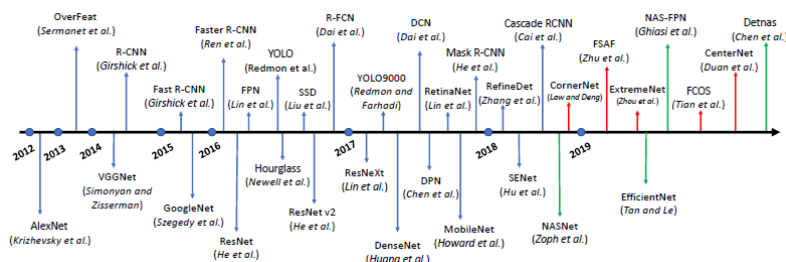 OverFeat
(Sermanet et al.)
R-CNN
(Girshick et al.)
Fast R-CNN
(Girshick et al.)
Faster R-CNN
(Ren et al.)
FPN
(Lin et al.)
YOLO
(Redmon et al.)
SSD
(Liu et al.)
R-FCN
(Dai et al.)
YOLO9000
(Redmon and
Farhadi)
DCN
(Dai et al.)
RetinaNet
(Lin et al.)
Mask R-CNN
(He et al.)
RefineDet
(Zhang et al.)
Cascade RCNN
(Cai et al.)
CornerNet
(Law and Deng)
FSAF
(Zhu et al.)
ExtremeNet
(Zhou et al.)
NAS-FPN
(Ghiasi et al.)
FCOS
(Tian et al.)
CenterNet
(Duan et al.)
Detnas
(Chen et al.)
2012 2013 2014 2015 2016 2017 2018 2019
AlexNet
(Krizhevsky et al.)
VGGNet
(Simonyan and
Zisserman)
GoogleNet
(Szegedy et al.)
ResNet
(He et al.)
Hourglass
(Newell et al.)
ResNet v2
(He et al.)
ResNeXt
(Lin et al.)
DenseNet
(Huang et al.)
DPN
(Chen et al.)
MobileNet
(Howard et al.)
SENet
(Hu et al.)
NASNet
(Zoph et al.)
EfficientNet
(Tan and Le)